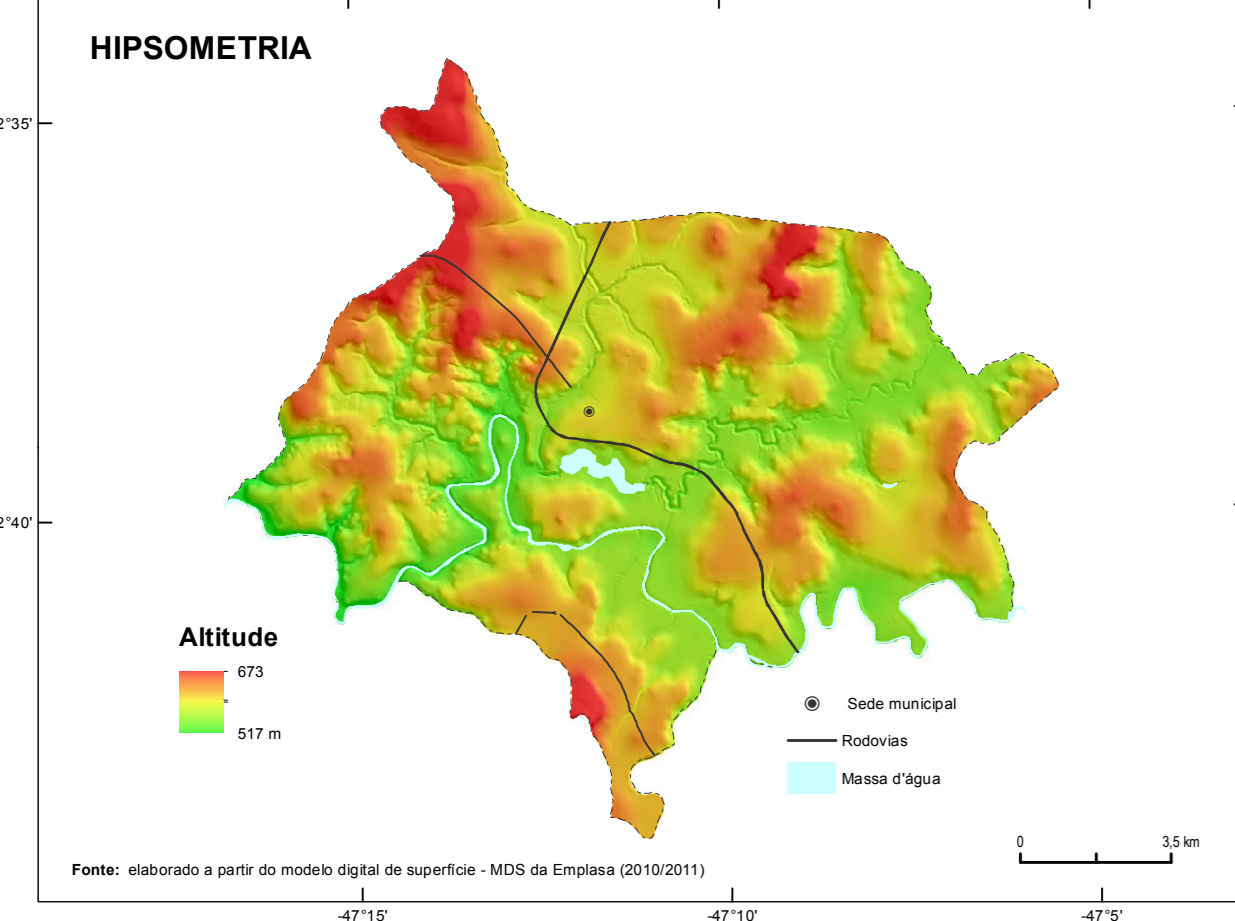 HIPSOMETRIA
2°35'
2°40'
Altitude
673
517 m
Sede municipal
Rodovias
Massa d'água
0 3,5 km
Fonte: elaborado a partir do modelo digital de superfície - MDS da Emplasa (2010/2011)
-47°15' -47°10' -47°5'